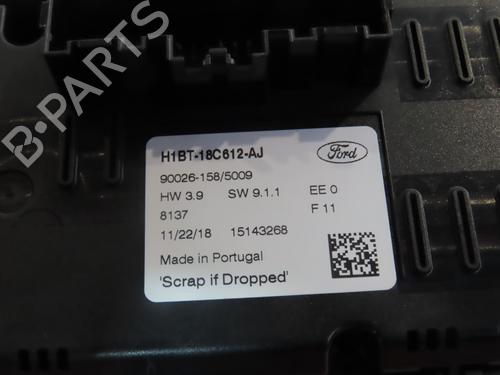 H1BT-18C612-AJ
Ford
90026-158/5009
HW 3.9 SW 9.1.1 EE 0
8137 F 11
11/22/18 15143268
Made in Portugal
'Scrap if Dropped'
B-PARTS